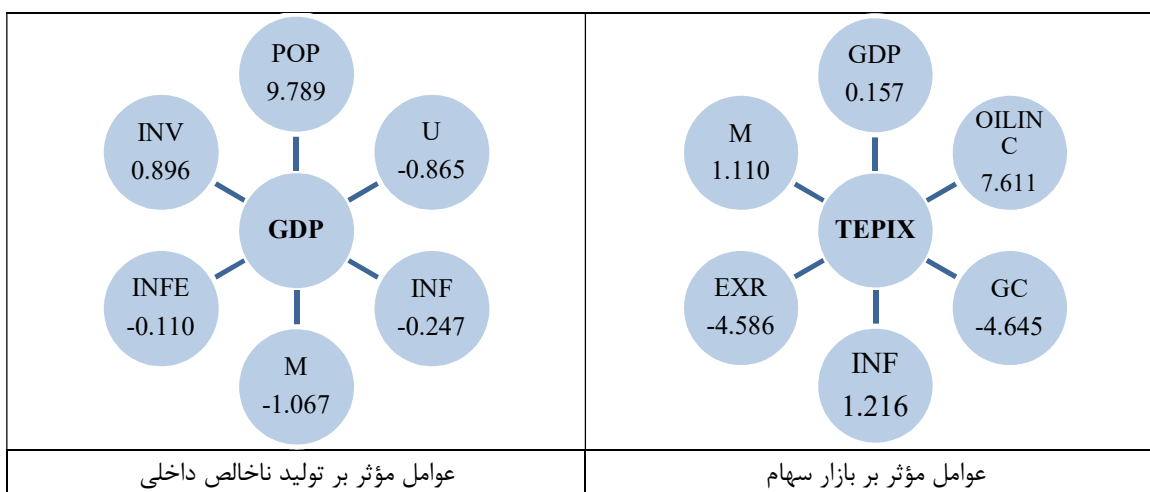 POP
9.789
INV
0.896
U
-0.865
GDP
INFE
-0.110
INF
-0.247
M
-1.067
عوامل مؤثر بر تولید ناخالص داخلی
GDP
0.157
M
1.110
OILIN
C
7.611
TEPIX
EXR
-4.586
GC
-4.645
INF
1.216
عوامل مؤثر بر بازار سهام